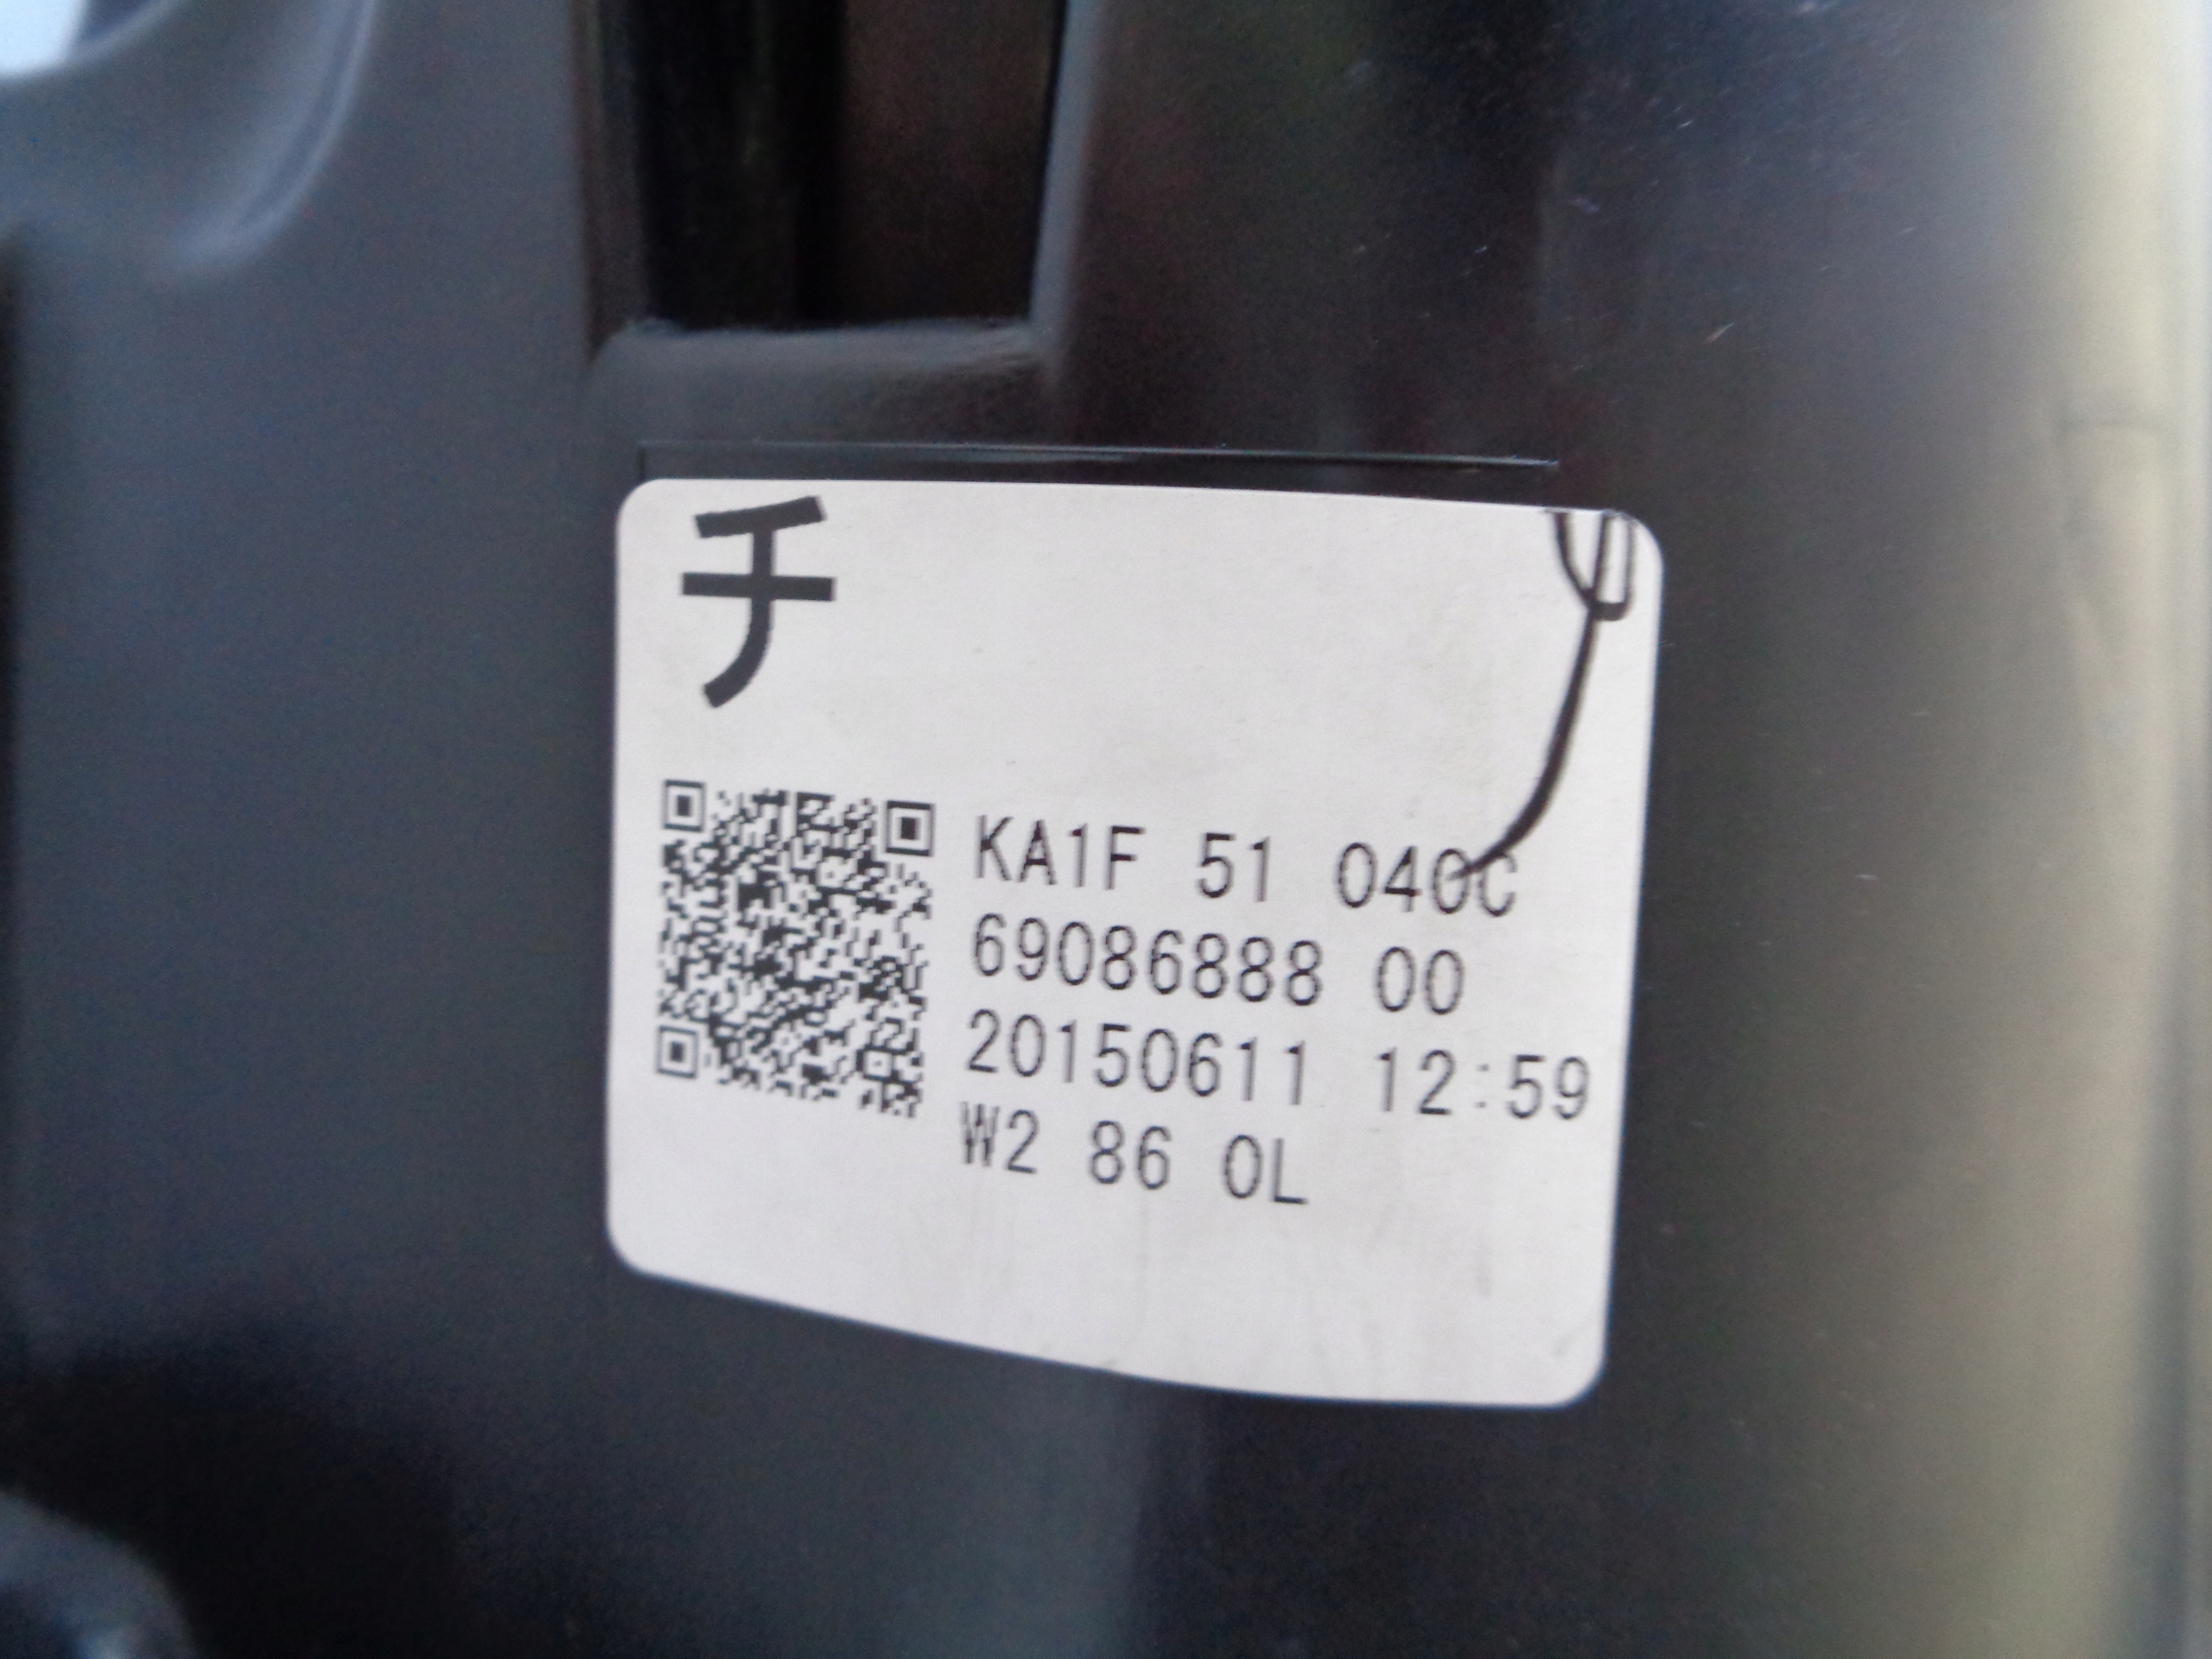 チ
KA1F 51 040C
69086888 00
20150611 12:59
W2 86 0L